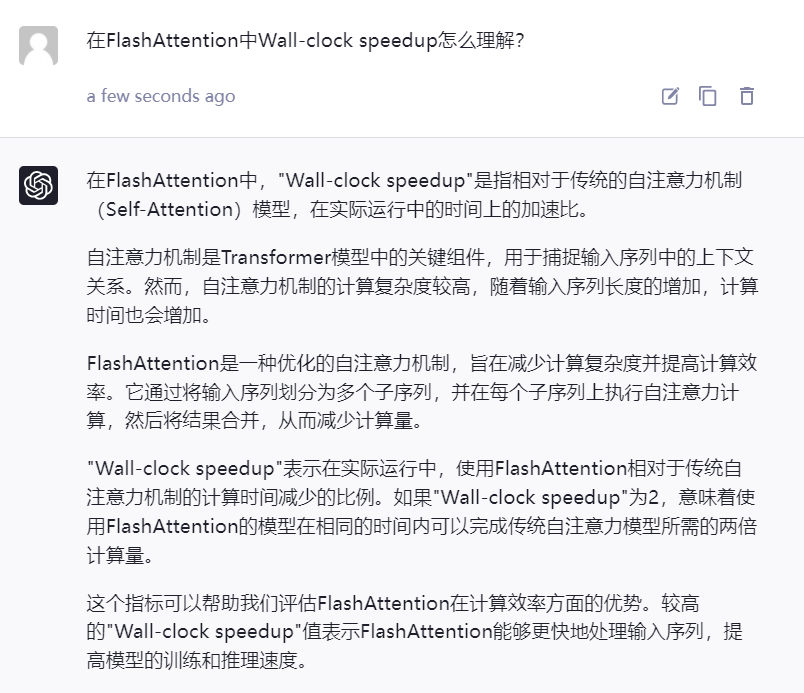 在FlashAttention中Wall-clock speedup怎么理解？
a few seconds ago
在FlashAttention中，"Wall-clock speedup"是指相对于传统的自注意力机制
（Self-Attention）模型，在实际运行中的时间上的加速比。
自注意力机制是Transformer模型中的关键组件，用于捕捉输入序列中的上下文
关系。然而，自注意力机制的计算复杂度较高，随着输入序列长度的增加，计算
时间也会增加。
FlashAttention是一种优化的自注意力机制，旨在减少计算复杂度并提高计算效
率。它通过将输入序列划分为多个子序列，并在每个子序列上执行自注意力计
算，然后将结果合并，从而减少计算量。
"Wall-clock speedup"表示在实际运行中，使用FlashAttention相对于传统自
注意力机制的计算时间减少的比例。如果"Wall-clock speedup"为2，意味着使
用FlashAttention的模型在相同的时间内可以完成传统自注意力模型所需的两倍
计算量。
这个指标可以帮助我们评估FlashAttention在计算效率方面的优势。较高
的"Wall-clock speedup"值表示FlashAttention能够更快地处理输入序列，提
高模型的训练和推理速度。